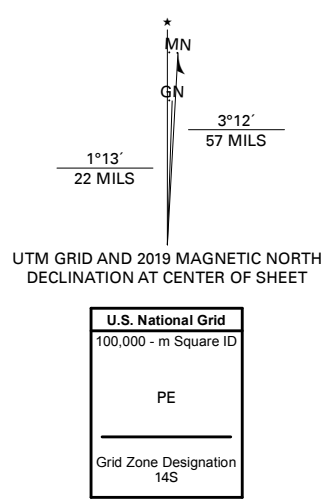 ★
MN
GN
3°12´
57 MILS
1°13´
22 MILS
UTM GRID AND 2019 MAGNETIC NORTH
DECLINATION AT CENTER OF SHEET
U.S. National Grid
100,000 - m Square ID
PE
Grid Zone Designation
14S